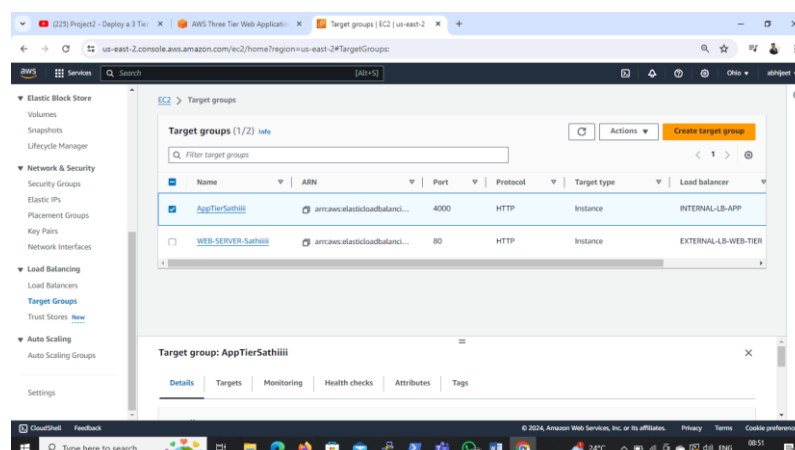 (225) Project2 - Deploy a 3 Tier
AWS Three Tier Web Applicatio
Target groups | EC2 | us-east-2
us-east-2.console.aws.amazon.com/ec2/home?region=us-east-2#TargetGroups:
aws Services Search [Alt+S] Ohio abhijeet
Elastic Block Store
Volumes
Snapshots
Lifecycle Manager
Network & Security
Security Groups
Elastic IPs
Placement Groups
Key Pairs
Network Interfaces
Load Balancing
Load Balancers
Target Groups
Trust Stores New
Auto Scaling
Auto Scaling Groups
Settings
EC2 > Target groups
Target groups (1/2) Info
Actions Create target group
Filter target groups
1
Name ARN Port Protocol Target type Load balancer
AppTierSathiiii arn:aws:elasticloadbalanci... 4000 HTTP Instance INTERNAL-LB-APP
WEB-SERVER-Sathiiii arn:aws:elasticloadbalanci... 80 HTTP Instance EXTERNAL-LB-WEB-TIER
Target group: AppTierSathiiii
Details Targets Monitoring Health checks Attributes Tags
CloudShell Feedback © 2024, Amazon Web Services, Inc. or its affiliates. Privacy Terms Cookie preferenc
Type here to search 24°C ENG 08:51